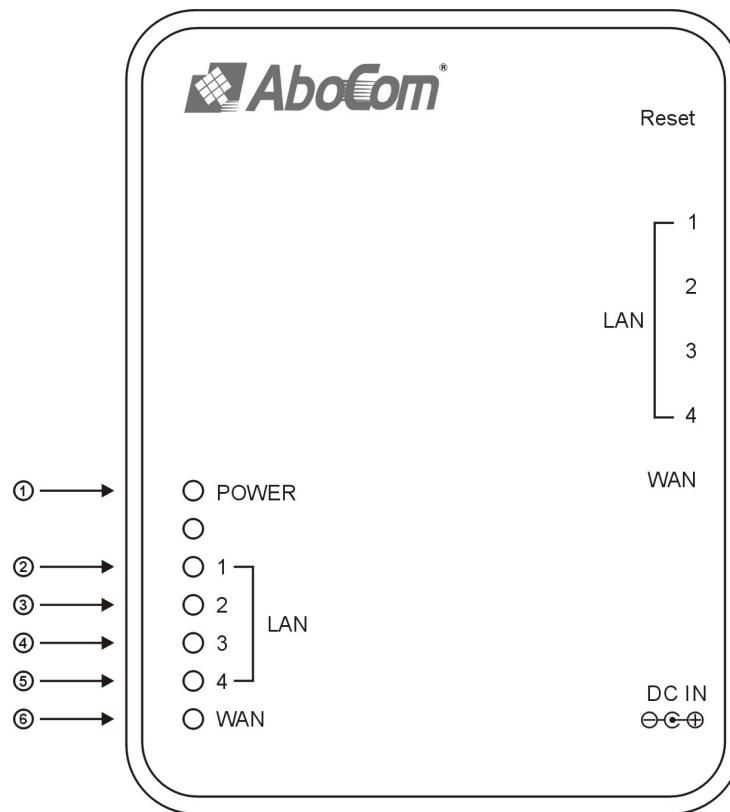 AboCom®
Reset
1
2
LAN
3
4
① POWER
② 1
③ 2
LAN
④ 3
⑤ 4
⑥ WAN
WAN
DC IN